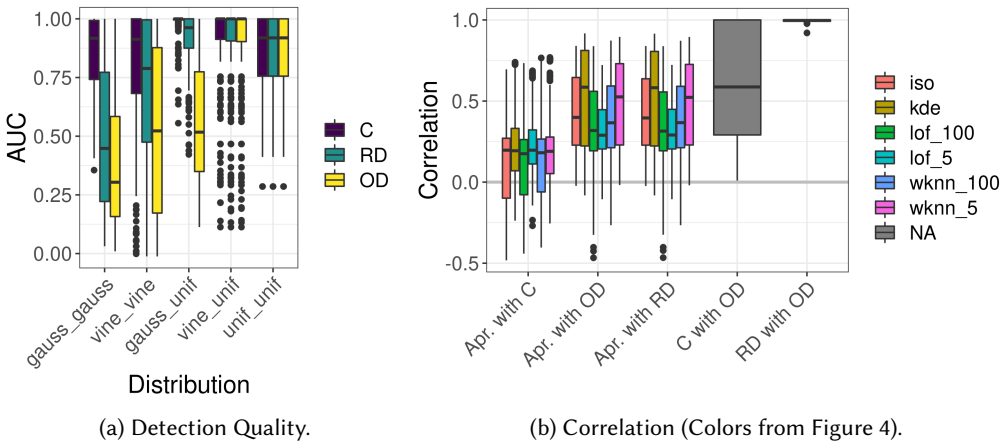 AUC
1.00
0.75
0.50
0.25
0.00
gauss_gauss
vine_vine
gauss_unif
vine_unif
unif_unif
Distribution
C
RD
OD
(a) Detection Quality.
Correlation
1.0
0.5
0.0
-0.5
Apr. with C
Apr. with OD
Apr. with RD
C with OD
RD with OD
iso
kde
lof_100
lof_5
wknn_100
wknn_5
NA
(b) Correlation (Colors from Figure 4).